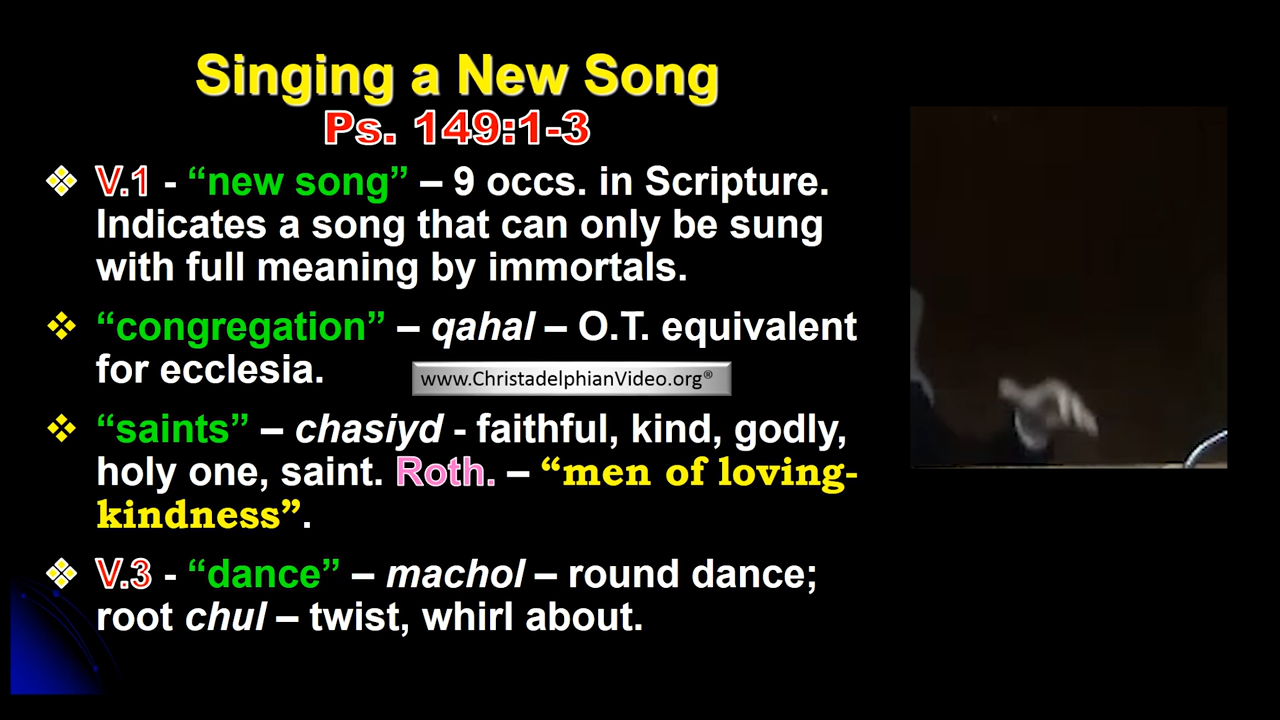 Singing a New Song
Ps. 149:1-3
V.1 - “new song” – 9 occs. in Scripture.
Indicates a song that can only be sung
with full meaning by immortals.
“congregation” – qahal – O.T. equivalent
for ecclesia.
www.ChristadelphianVideo.org®
“saints” – chasiyd - faithful, kind, godly,
holy one, saint. Roth. – “men of loving-
kindness”.
V.3 - “dance” – machol – round dance;
root chul – twist, whirl about.